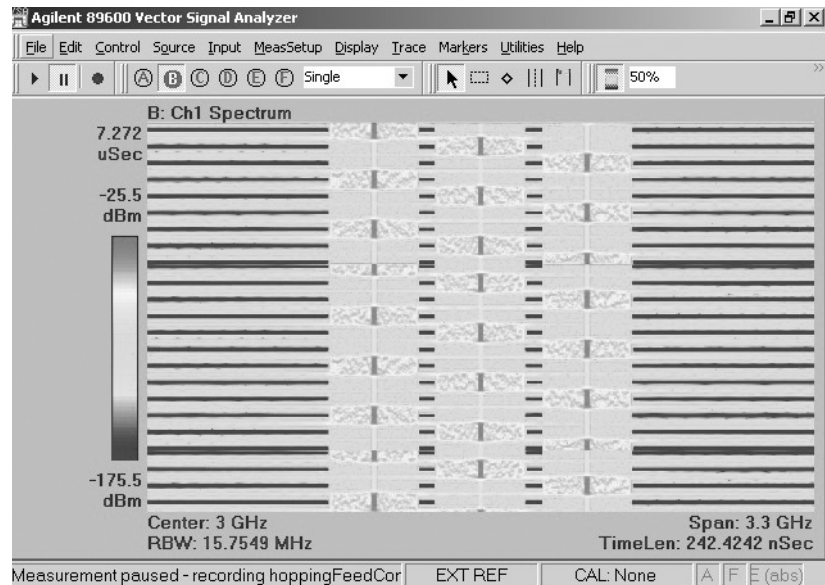 Agilent 89600 Vector Signal Analyzer
File Edit Control Source Input MeasSetup Display Trace Markers Utilities Help
A B C D E F Single 50%
B: Ch1 Spectrum
7.272
uSec
-25.5
dBm
-175.5
dBm
Center: 3 GHz Span: 3.3 GHz
RBW: 15.7549 MHz TimeLen: 242.4242 nSec
Measurement paused - recording hoppingFeedCor EXT REF CAL: None A F E (abs)